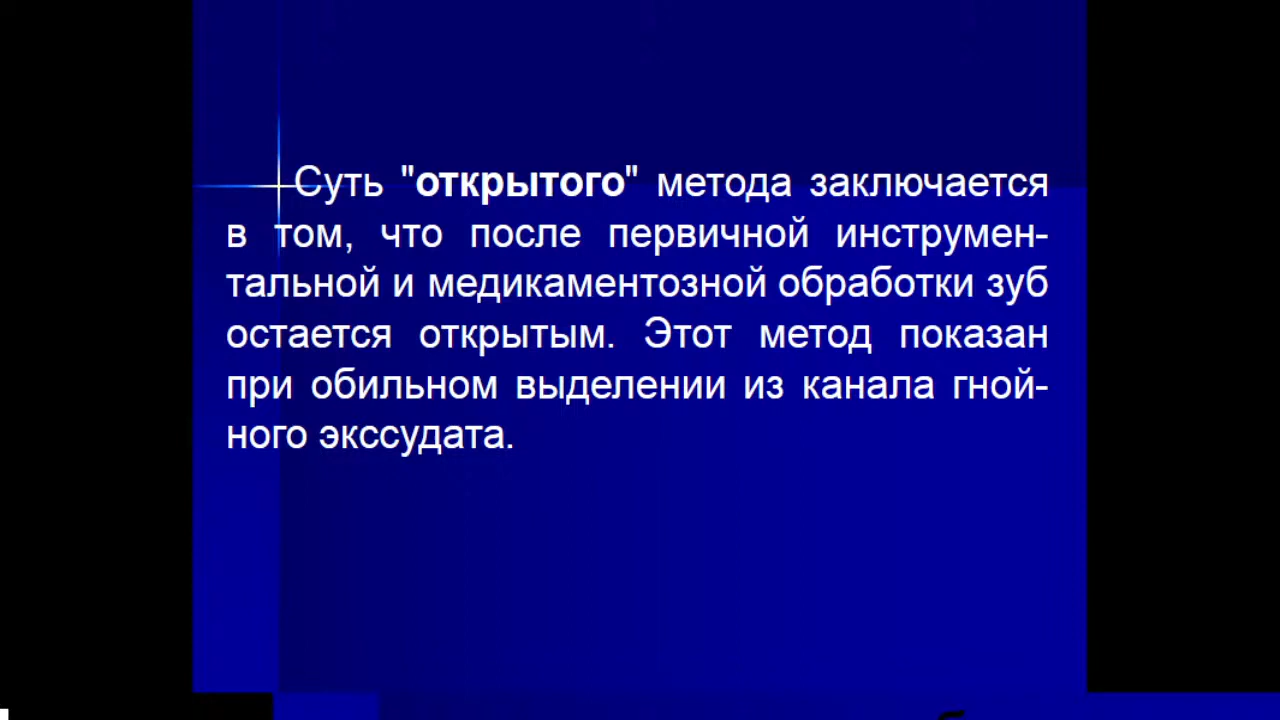 Суть "открытого" метода заключается
в том, что после первичной инструмен-
тальной и медикаментозной обработки зуб
остается открытым. Этот метод показан
при обильном выделении из канала гной-
ного экссудата.